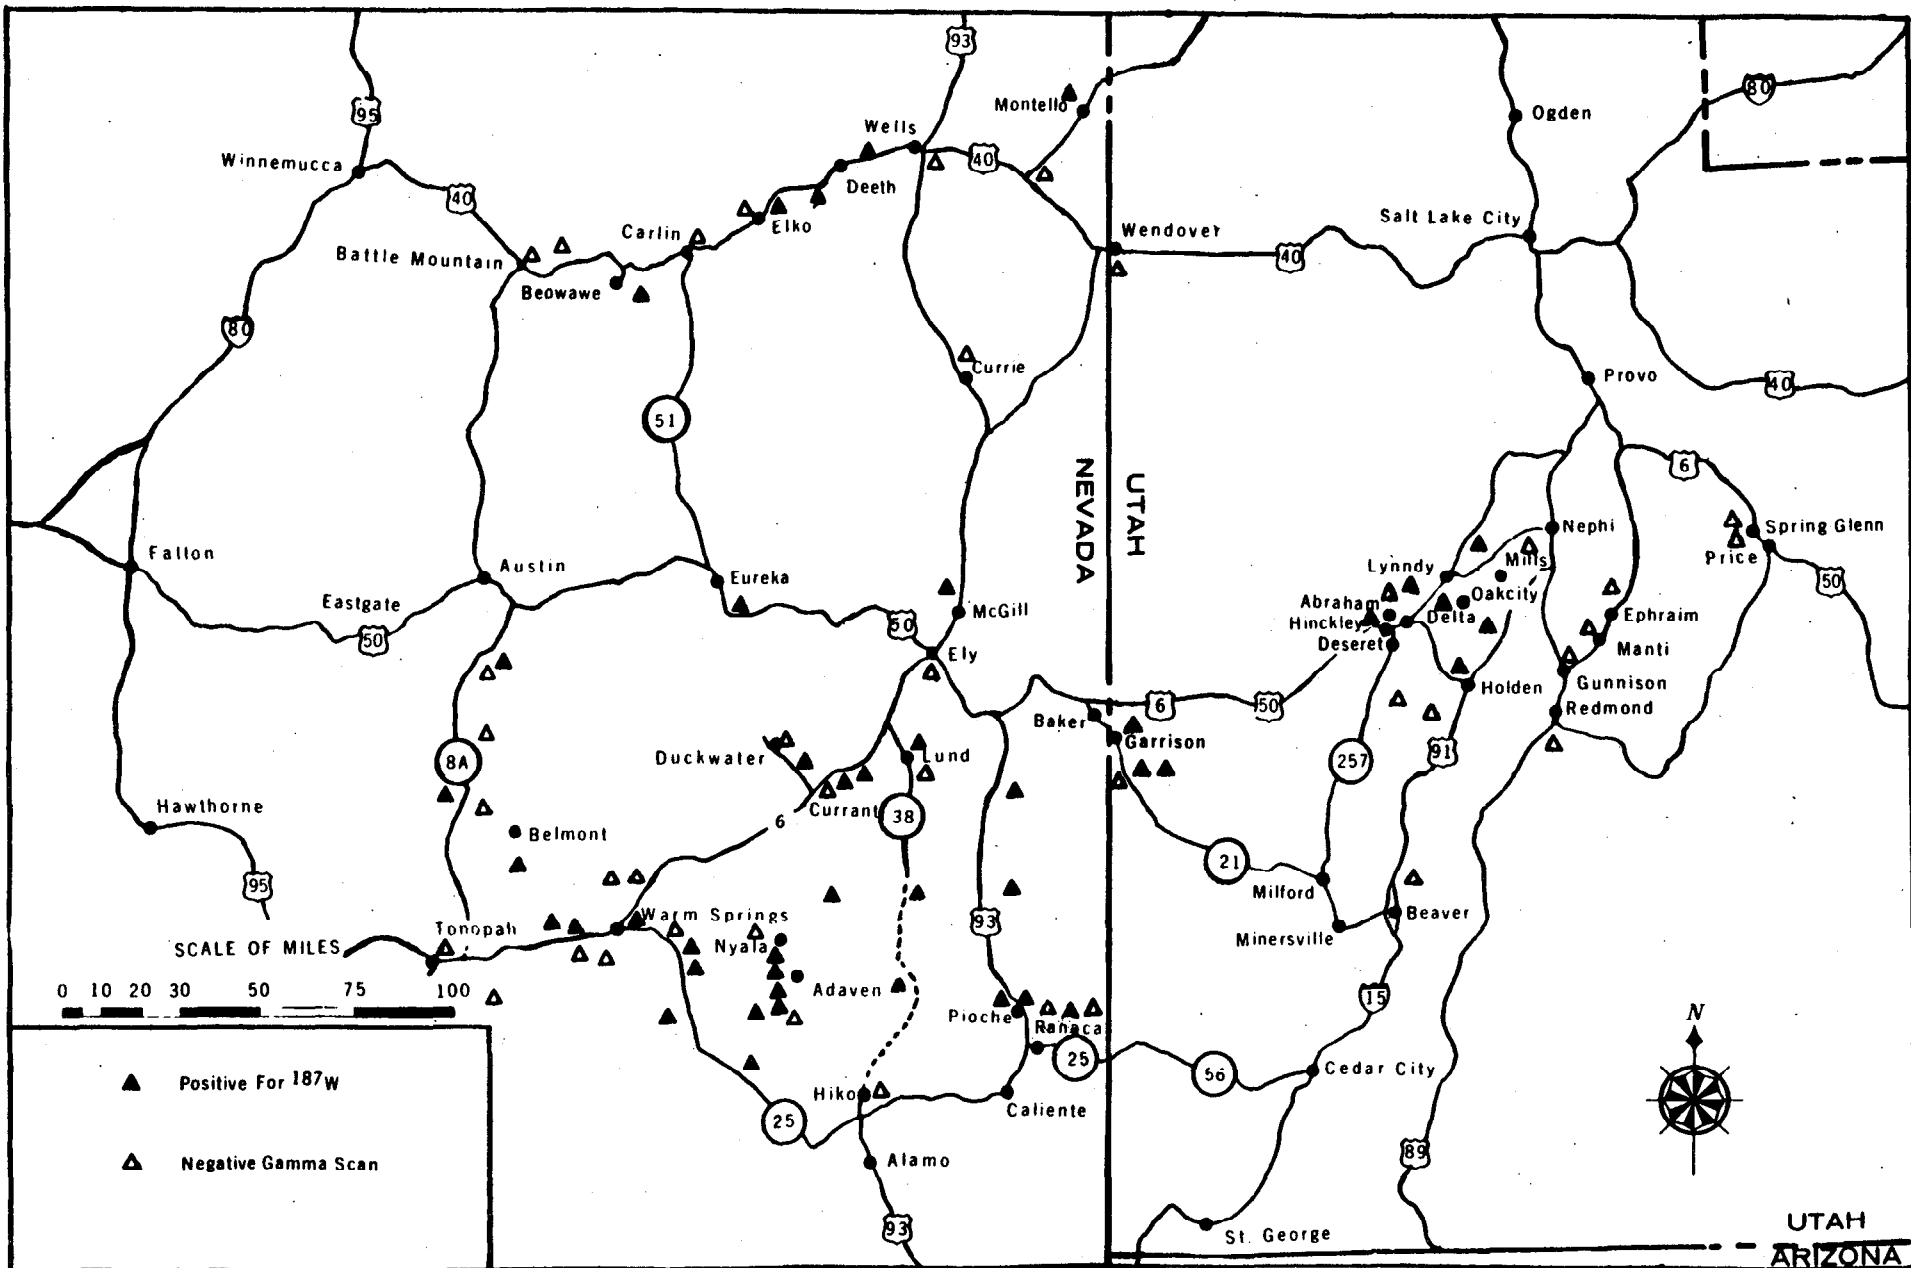 93
Montello
95
Wells
Ogden
80
Winnemucca
40
Deeth
40
Elko
Carlin
Salt Lake City
Wendover
Battle Mountain
40
Beowawe
80
Currie
Provo
40
51
NEVADA
UTAH
6
Nephi
Spring Glenn
Price
Fallon
Austin
Eureka
Lynndy
Mills
50
Eastgate
50
McGill
50
Abraham
Oakcity
Hinckley
Delta
Ephraim
Deseret
Manti
Ely
Holden
Gunnison
Redmond
Baker
6
50
Garrison
Duckwater
Lund
8A
257
91
Hawthorne
Currant
38
6
Belmont
21
Milford
95
Beaver
Warm Springs
Tonopah
93
Minersville
Nyala
SCALE OF MILES
Adaven
0 10 20 30 50 75 100
15
Pioche
Panaca
25
56
Cedar City
N
Positive For 187W
Hiko
Caliente
25
Negative Gamma Scan
Alamo
89
93
St. George
UTAH
ARIZONA